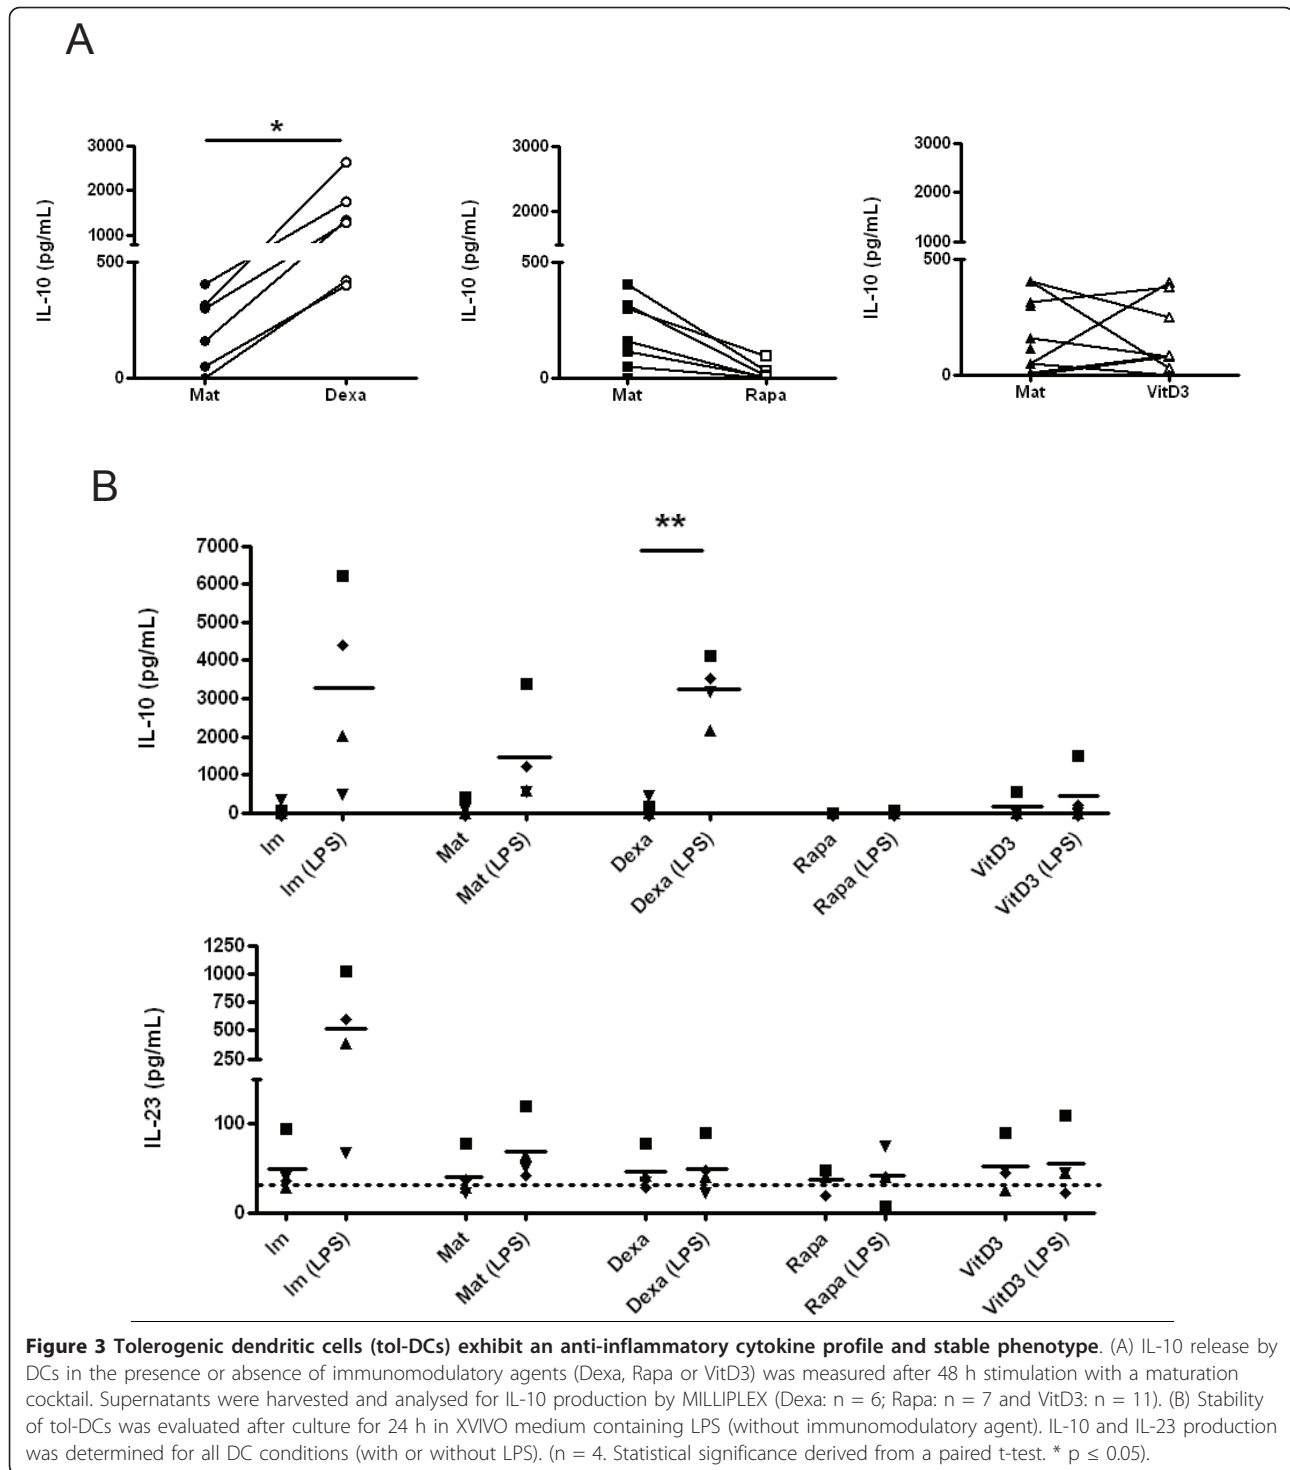 A
*
3000
2000
1000
500
0
IL-10 (pg/mL)
Mat
Dexa
3000
2000
500
0
IL-10 (pg/mL)
Mat
Rapa
3000
2000
1000
500
0
IL-10 (pg/mL)
Mat
VitD3
B
**
7000
6000
5000
4000
3000
2000
1000
0
IL-10 (pg/mL)
Im
Im (LPS)
Mat
Mat (LPS)
Dexa
Dexa (LPS)
Rapa
Rapa (LPS)
VitD3
VitD3 (LPS)
1250
1000
750
500
250
100
0
IL-23 (pg/mL)
Im
Im (LPS)
Mat
Mat (LPS)
Dexa
Dexa (LPS)
Rapa
Rapa (LPS)
VitD3
VitD3 (LPS)
Figure 3 Tolerogenic dendritic cells (tol-DCs) exhibit an anti-inflammatory cytokine profile and stable phenotype. (A) IL-10 release by
DCs in the presence or absence of immunomodulatory agents (Dexa, Rapa or VitD3) was measured after 48 h stimulation with a maturation
cocktail. Supernatants were harvested and analysed for IL-10 production by MILLIPLEX (Dexa: n = 6; Rapa: n = 7 and VitD3: n = 11). (B) Stability
of tol-DCs was evaluated after culture for 24 h in XVIVO medium containing LPS (without immunomodulatory agent). IL-10 and IL-23 production
was determined for all DC conditions (with or without LPS). (n = 4. Statistical significance derived from a paired t-test. * p ≤ 0.05).